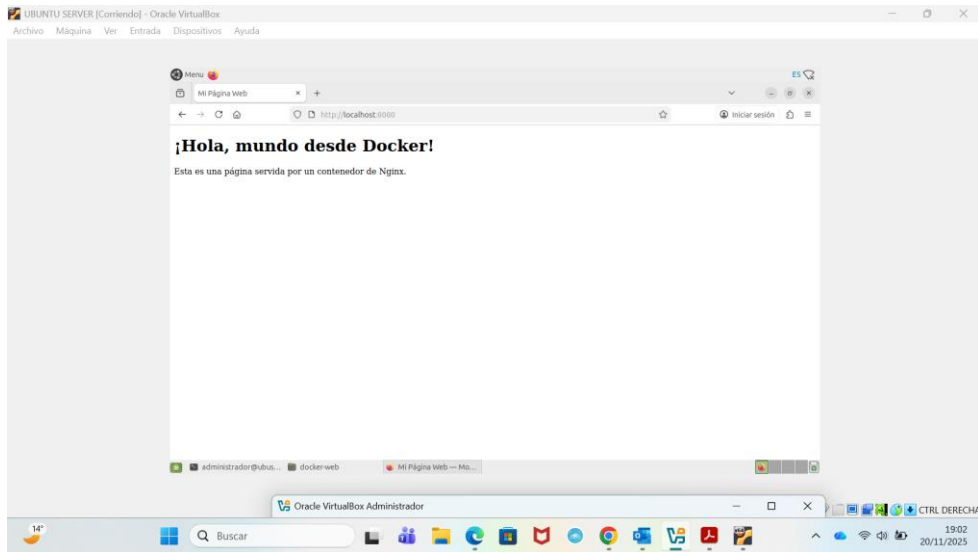 UBUNTU SERVER [Corriendo] - Oracle VirtualBox
Archivo Máquina Ver Entrada Dispositivos Ayuda
Menu ES
Mi Página Web
http://localhost:8080 Iniciar sesión
¡Hola, mundo desde Docker!
Esta es una página servida por un contenedor de Nginx.
administrador@ubus... docker-web Mi Página Web — Mo...
Oracle VirtualBox Administrador
CTRL DERECHA
14°
Buscar
19:02
20/11/2025